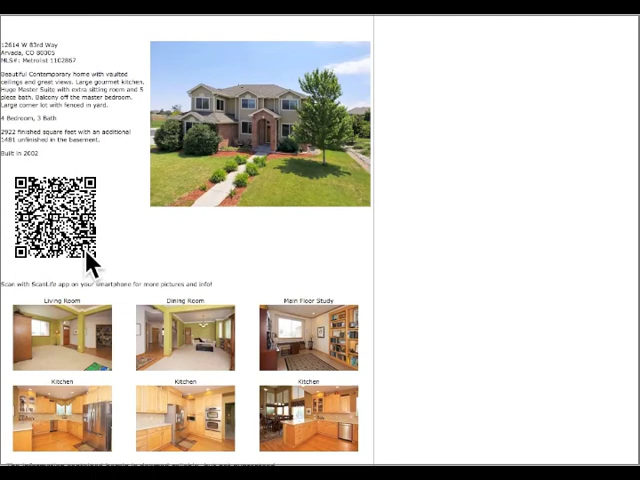 12614 W 83rd Way
Arvada, CO 80005
MLS#: Metrolist 1102867
Beautiful Contemporary home with vaulted
ceilings and great views. Large gourmet kitchen.
Huge Master Suite with extra sitting room and 5
piece bath. Balcony off the master bedroom.
Large corner lot with fenced in yard.
4 Bedroom, 3 Bath
2922 finished square feet with an additional
1481 unfinished in the basement.
Built in 2002
Scan with ScanLife app on your smartphone for more pictures and info!
Living Room
Dining Room
Main Floor Study
Kitchen
Kitchen
Kitchen